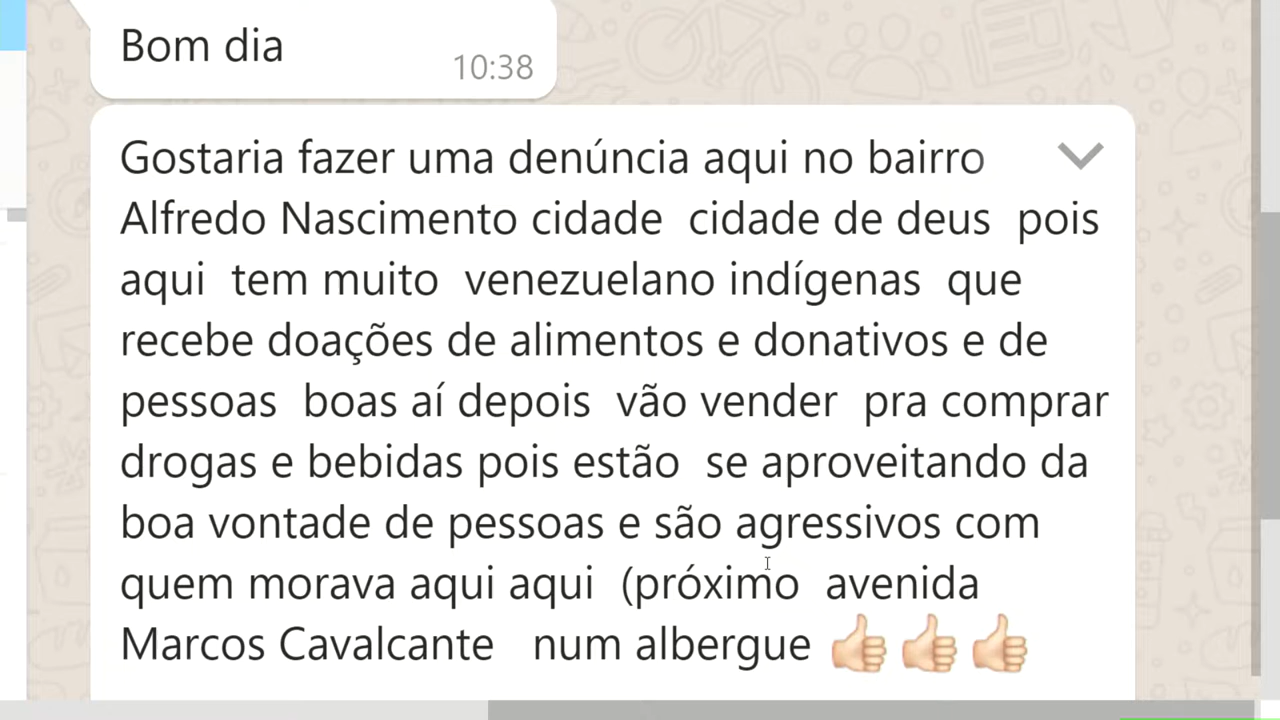 Bom dia
10:38
Gostaria fazer uma denúncia aqui no bairro
Alfredo Nascimento cidade cidade de deus pois
aqui tem muito venezuelano indígenas que
recebe doações de alimentos e donativos e de
pessoas boas aí depois vão vender pra comprar
drogas e bebidas pois estão se aproveitando da
boa vontade de pessoas e são agressivos com
quem morava aqui aqui (próximo avenida
Marcos Cavalcante num albergue 👍🏻👍🏻👍🏻